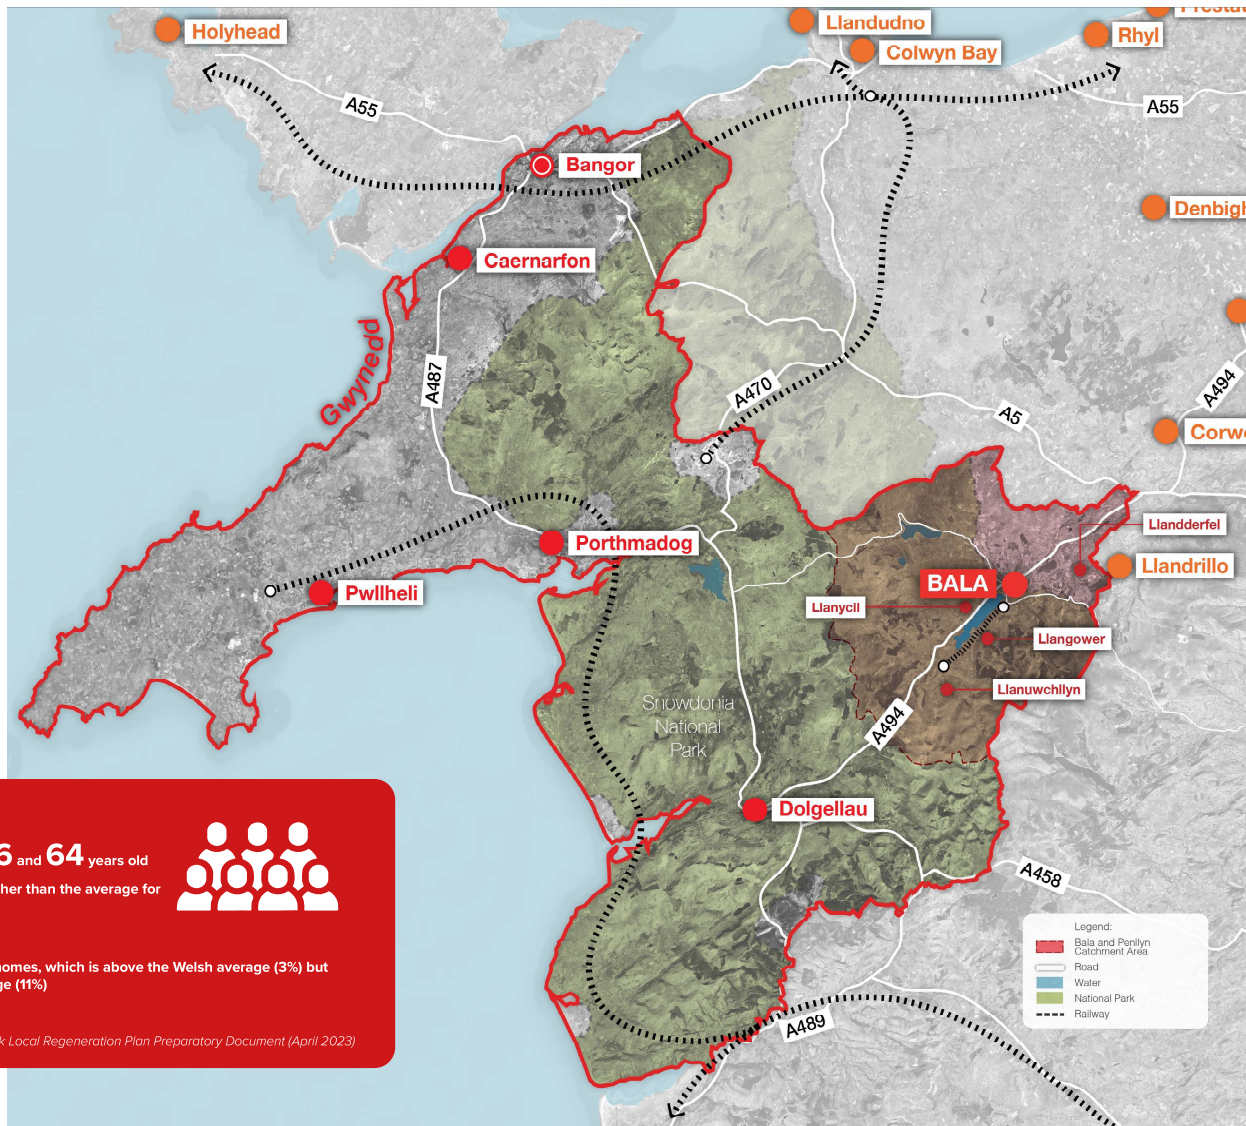 Holyhead
Llandudno
Colwyn Bay
Rhyl
A55
A55
Bangor
Caernarfon
Gwynedd
A487
A470
A5
A494
Denbigh
Porthmadog
Pwllheli
Llandderfel
Llandrillo
BALA
Llanycil
Llangower
Llanuwchllyn
Snowdonia
National
Park
A494
Dolgellau
A458
A489
6 and 64 years old
her than the average for
homes, which is above the Welsh average (3%) but
ge (11%)
k Local Regeneration Plan Preparatory Document (April 2023)
Legend:
Bala and Penllyn
Catchment Area
Road
Water
National Park
Railway